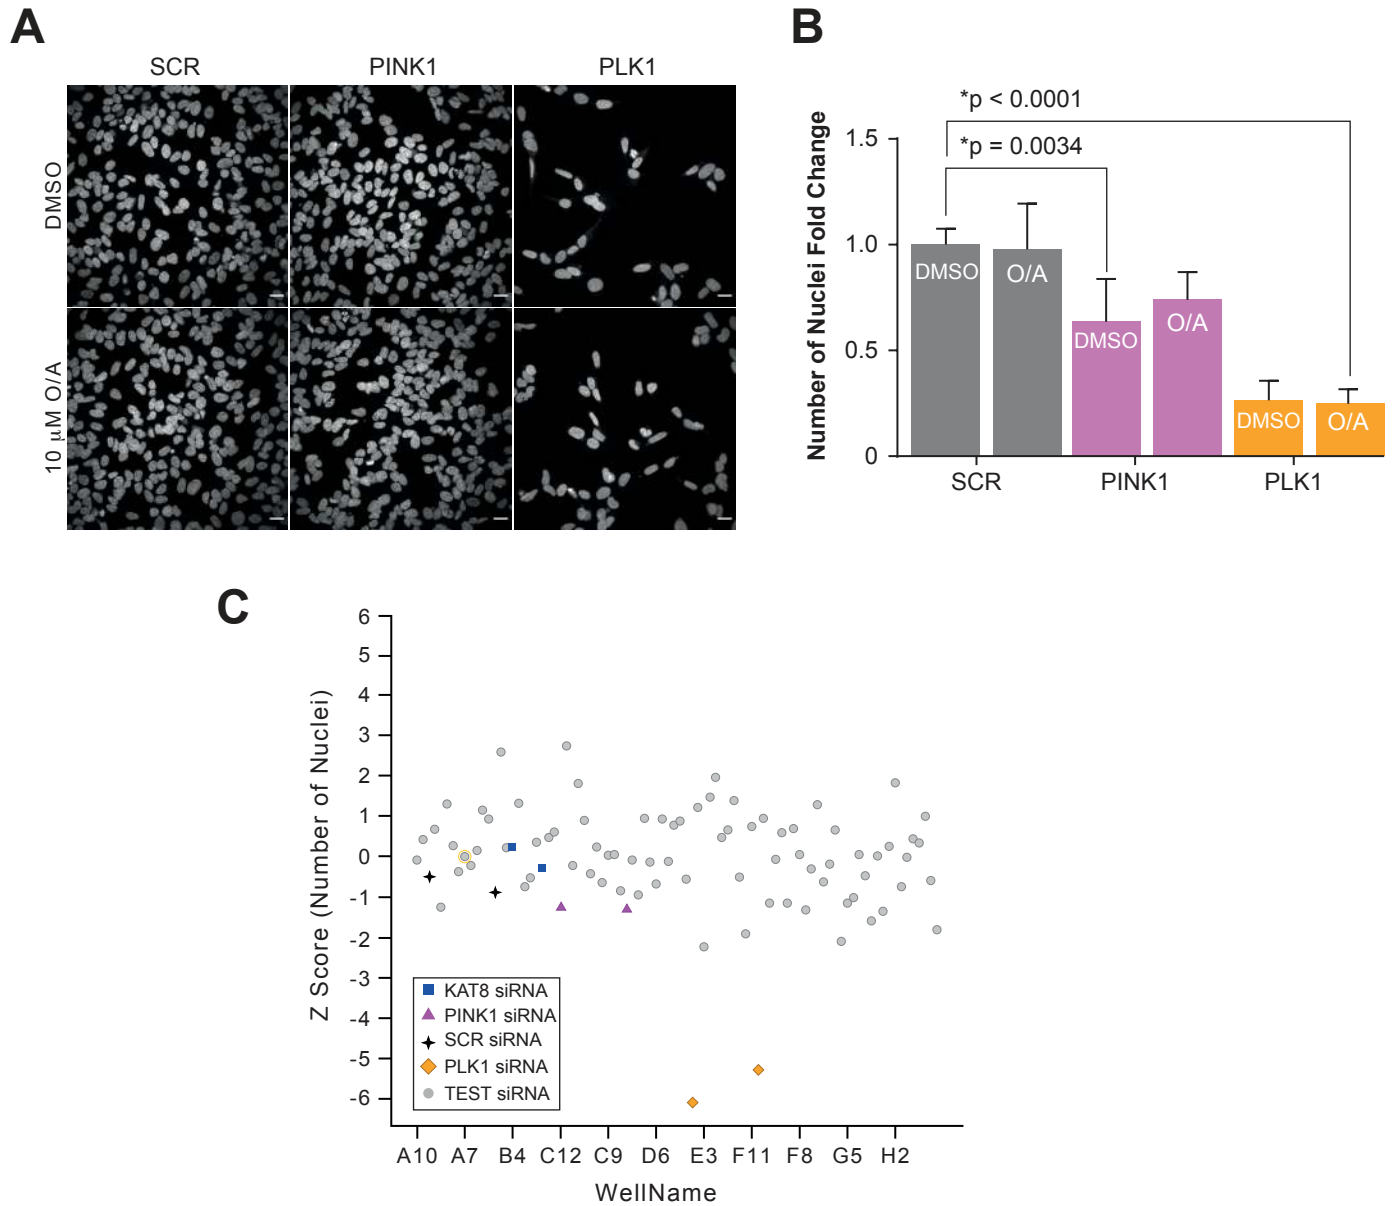 A
SCR PINK1 PLK1
DMSO
10 µM O/A
B
Number of Nuclei Fold Change
*p < 0.0001
*p = 0.0034
1.5
1.0
0.5
0
DMSO O/A DMSO O/A DMSO O/A
SCR PINK1 PLK1
C
Z Score (Number of Nuclei)
6
5
4
3
2
1
0
-1
-2
-3
-4
-5
-6
KAT8 siRNA
PINK1 siRNA
SCR siRNA
PLK1 siRNA
TEST siRNA
A10 A7 B4 C12 C9 D6 E3 F11 F8 G5 H2
WellName